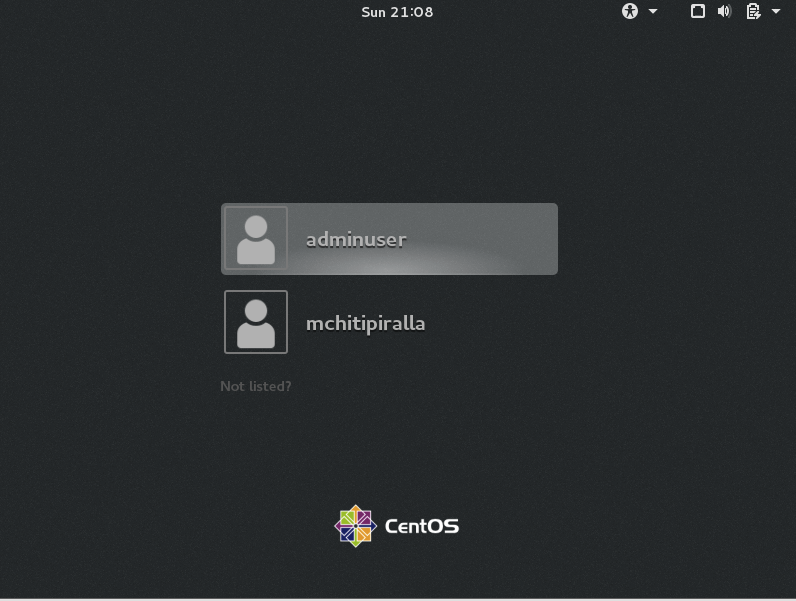 Sun 21:08
adminuser
mchitipiralla
Not listed?
CentOS